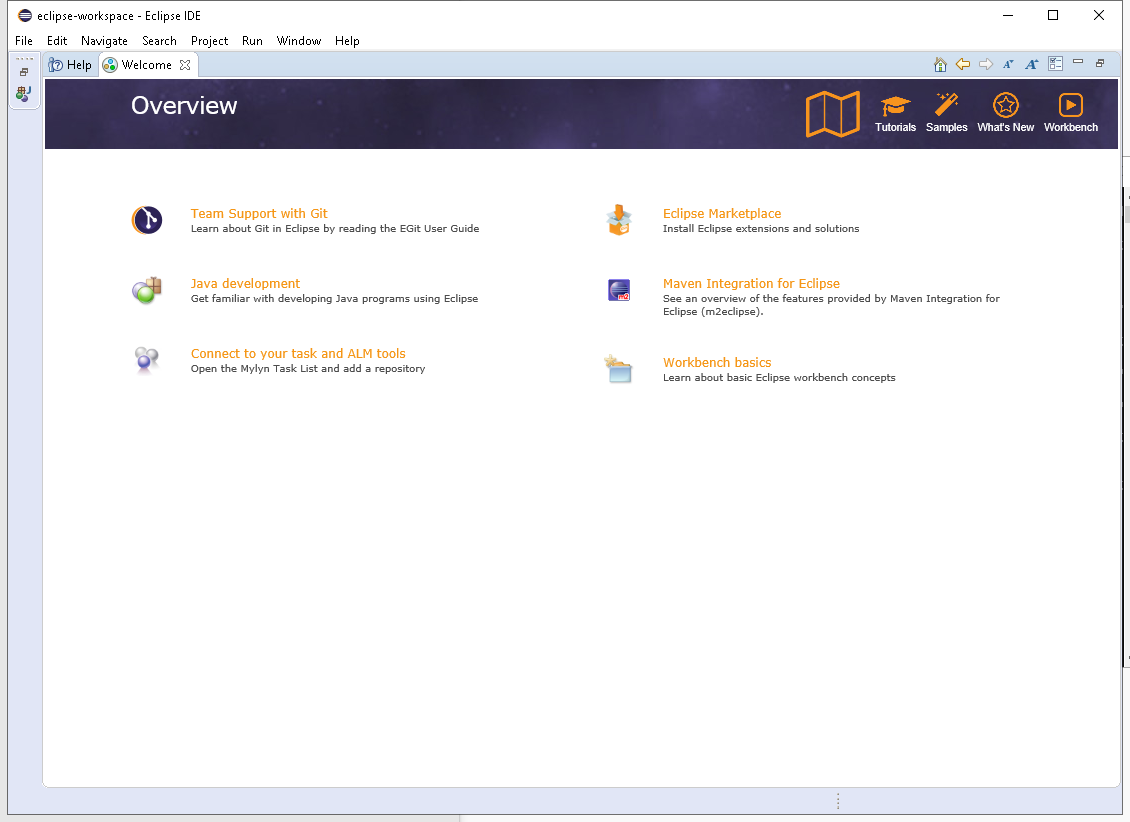 eclipse-workspace - Eclipse IDE
File Edit Navigate Search Project Run Window Help
Help Welcome
Overview
Tutorials Samples What's New Workbench
Team Support with Git
Learn about Git in Eclipse by reading the EGit User Guide
Eclipse Marketplace
Install Eclipse extensions and solutions
Java development
Get familiar with developing Java programs using Eclipse
Maven Integration for Eclipse
See an overview of the features provided by Maven Integration for
Eclipse (m2eclipse).
Connect to your task and ALM tools
Open the Mylyn Task List and add a repository
Workbench basics
Learn about basic Eclipse workbench concepts